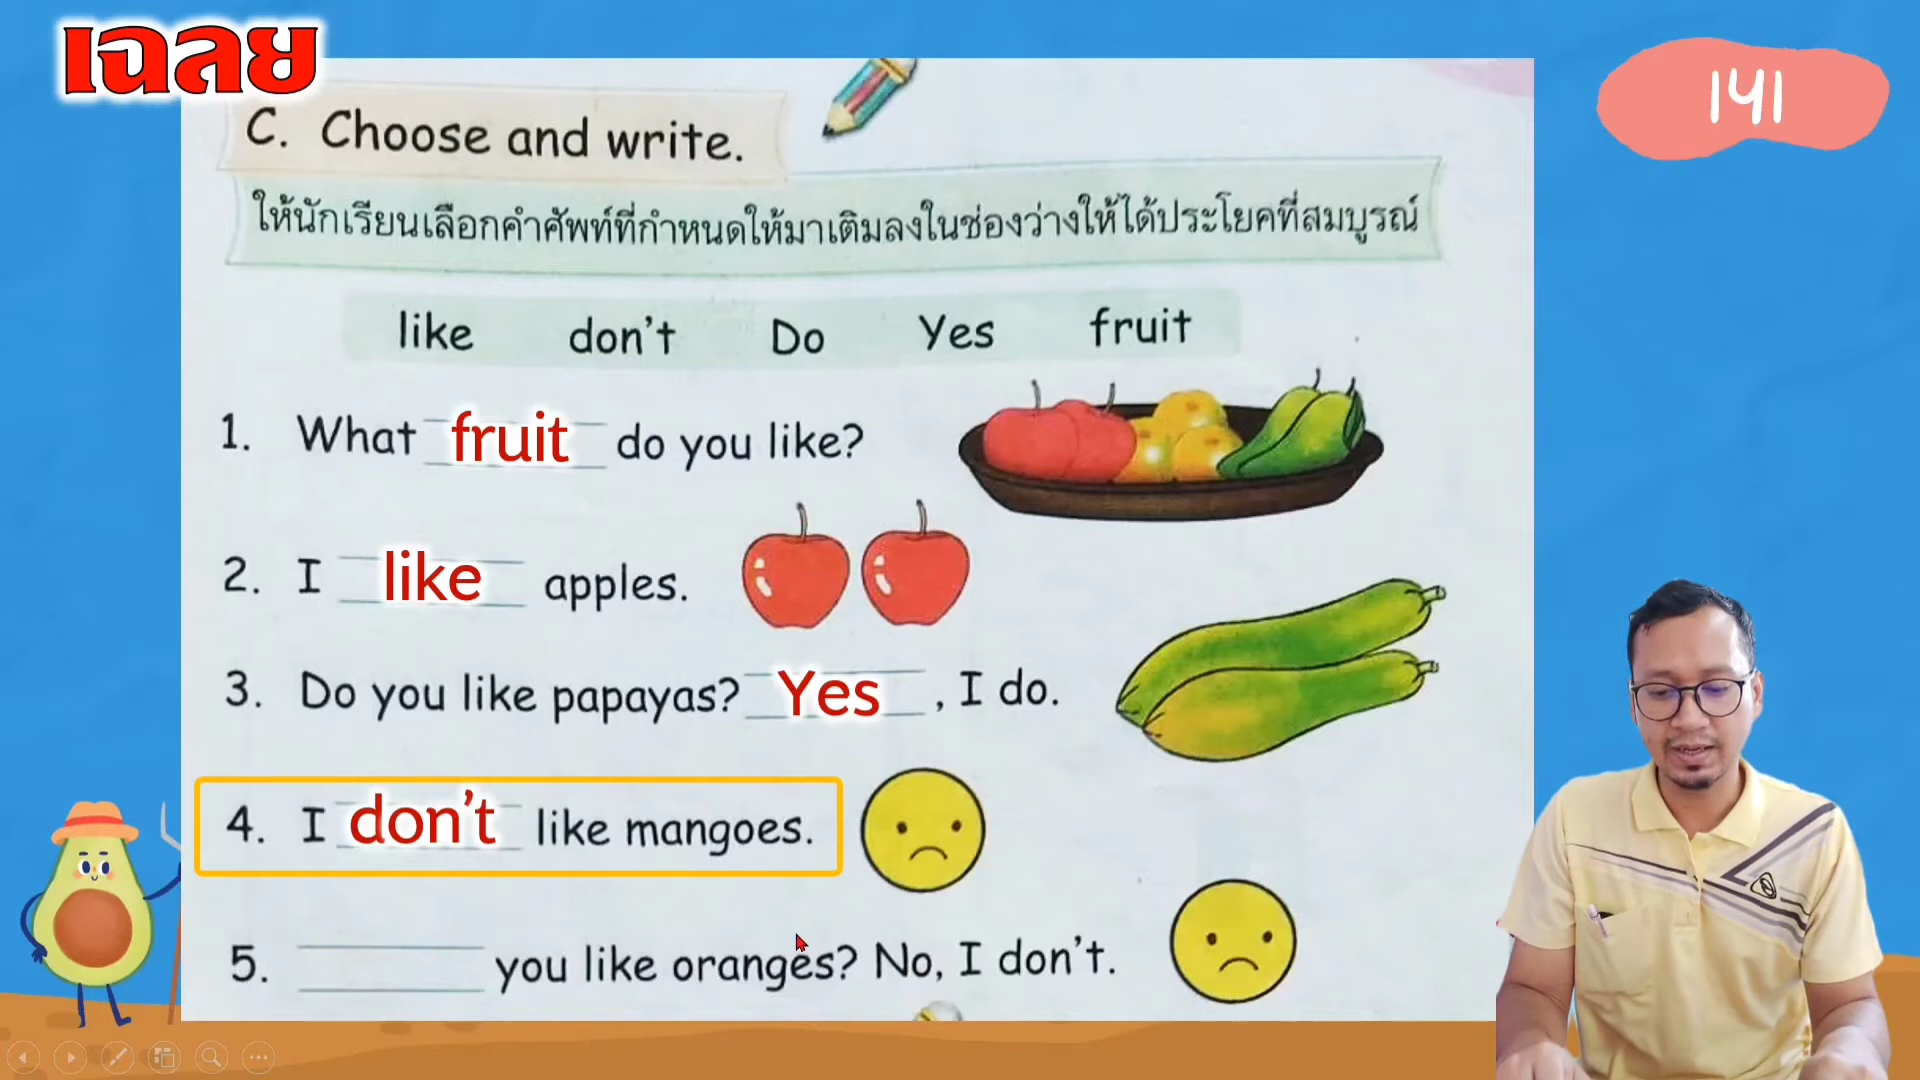 เฉลย
141
C. Choose and write.
ให้นักเรียนเลือกคำศัพท์ที่กำหนดให้มาเติมลงในช่องว่างให้ได้ประโยคที่สมบูรณ์
like don't Do Yes fruit
1. What fruit do you like?
2. I like apples.
3. Do you like papayas? Yes, I do.
4. I don't like mangoes.
5. ______ you like oranges? No, I don't.